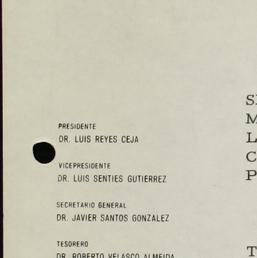 PRESIDENTE
DR. LUIS REYES CEJA
VICEPRESIDENTE
DR. LUIS SENTIES GUTIERREZ
SECRETARIO GENERAL
DR. JAVIER SANTOS GONZALEZ
TESORERO
DR. ROBERTO VELASCO ALMEIDA